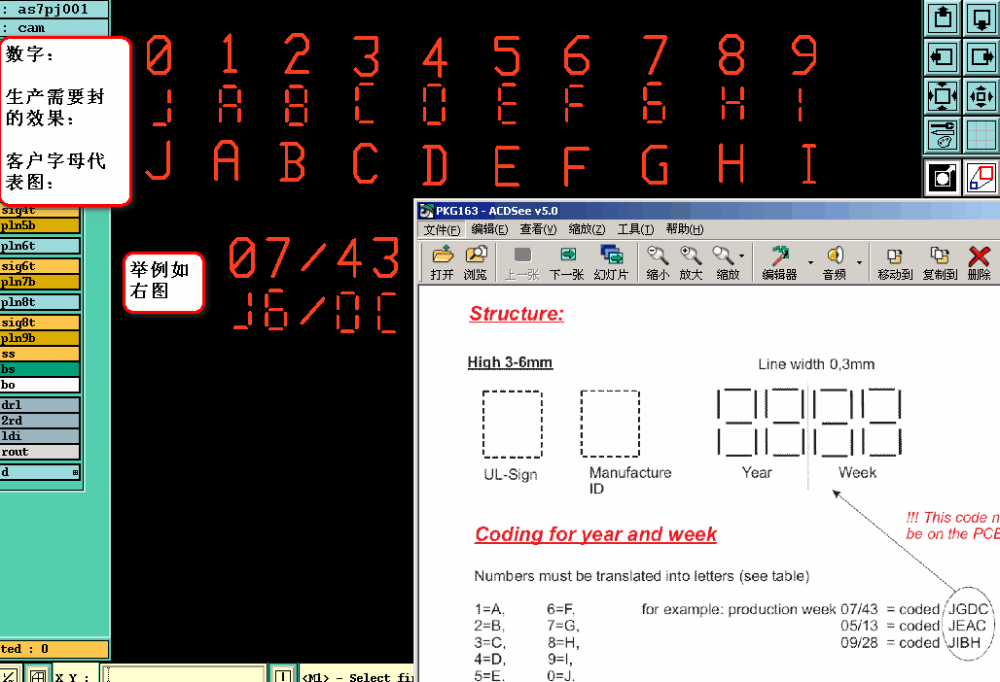 : as7pj001
: cam
数字：
生产需要封
的效果：
客户字母代
表图：
0 1 2 3 4 5 6 7 8 9
J A B C D E F G H I
J A B C D E F G H I
sig4t
pln5b
pln6t
sig6t
pln7b
pln8t
sig8t
pln9b
ss
bs
bo
drl
2rd
ldi
rout
d
ted : 0
X Y :
<M1> - Select fi
举例如
右图
07/43
JG/DC
PKG163 - ACDSee v5.0
文件(F) 编辑(E) 查看(V) 缩放(Z) 工具(T) 帮助(H)
打开 浏览 上一张 下一张 幻灯片 缩小 放大 缩放 编辑器 音频 移动到 复制到 删除
Structure:
High 3-6mm
Line width 0,3mm
UL-Sign
Manufacture
ID
Year
Week
!!! This code n
be on the PCE
Coding for year and week
Numbers must be translated into letters (see table)
1=A, 6=F, for example: production week 07/43 = coded JGDC
2=B, 7=G, 05/13 = coded JEAC
3=C, 8=H, 09/28 = coded JIBH
4=D, 9=I,
5=E, 0=J.